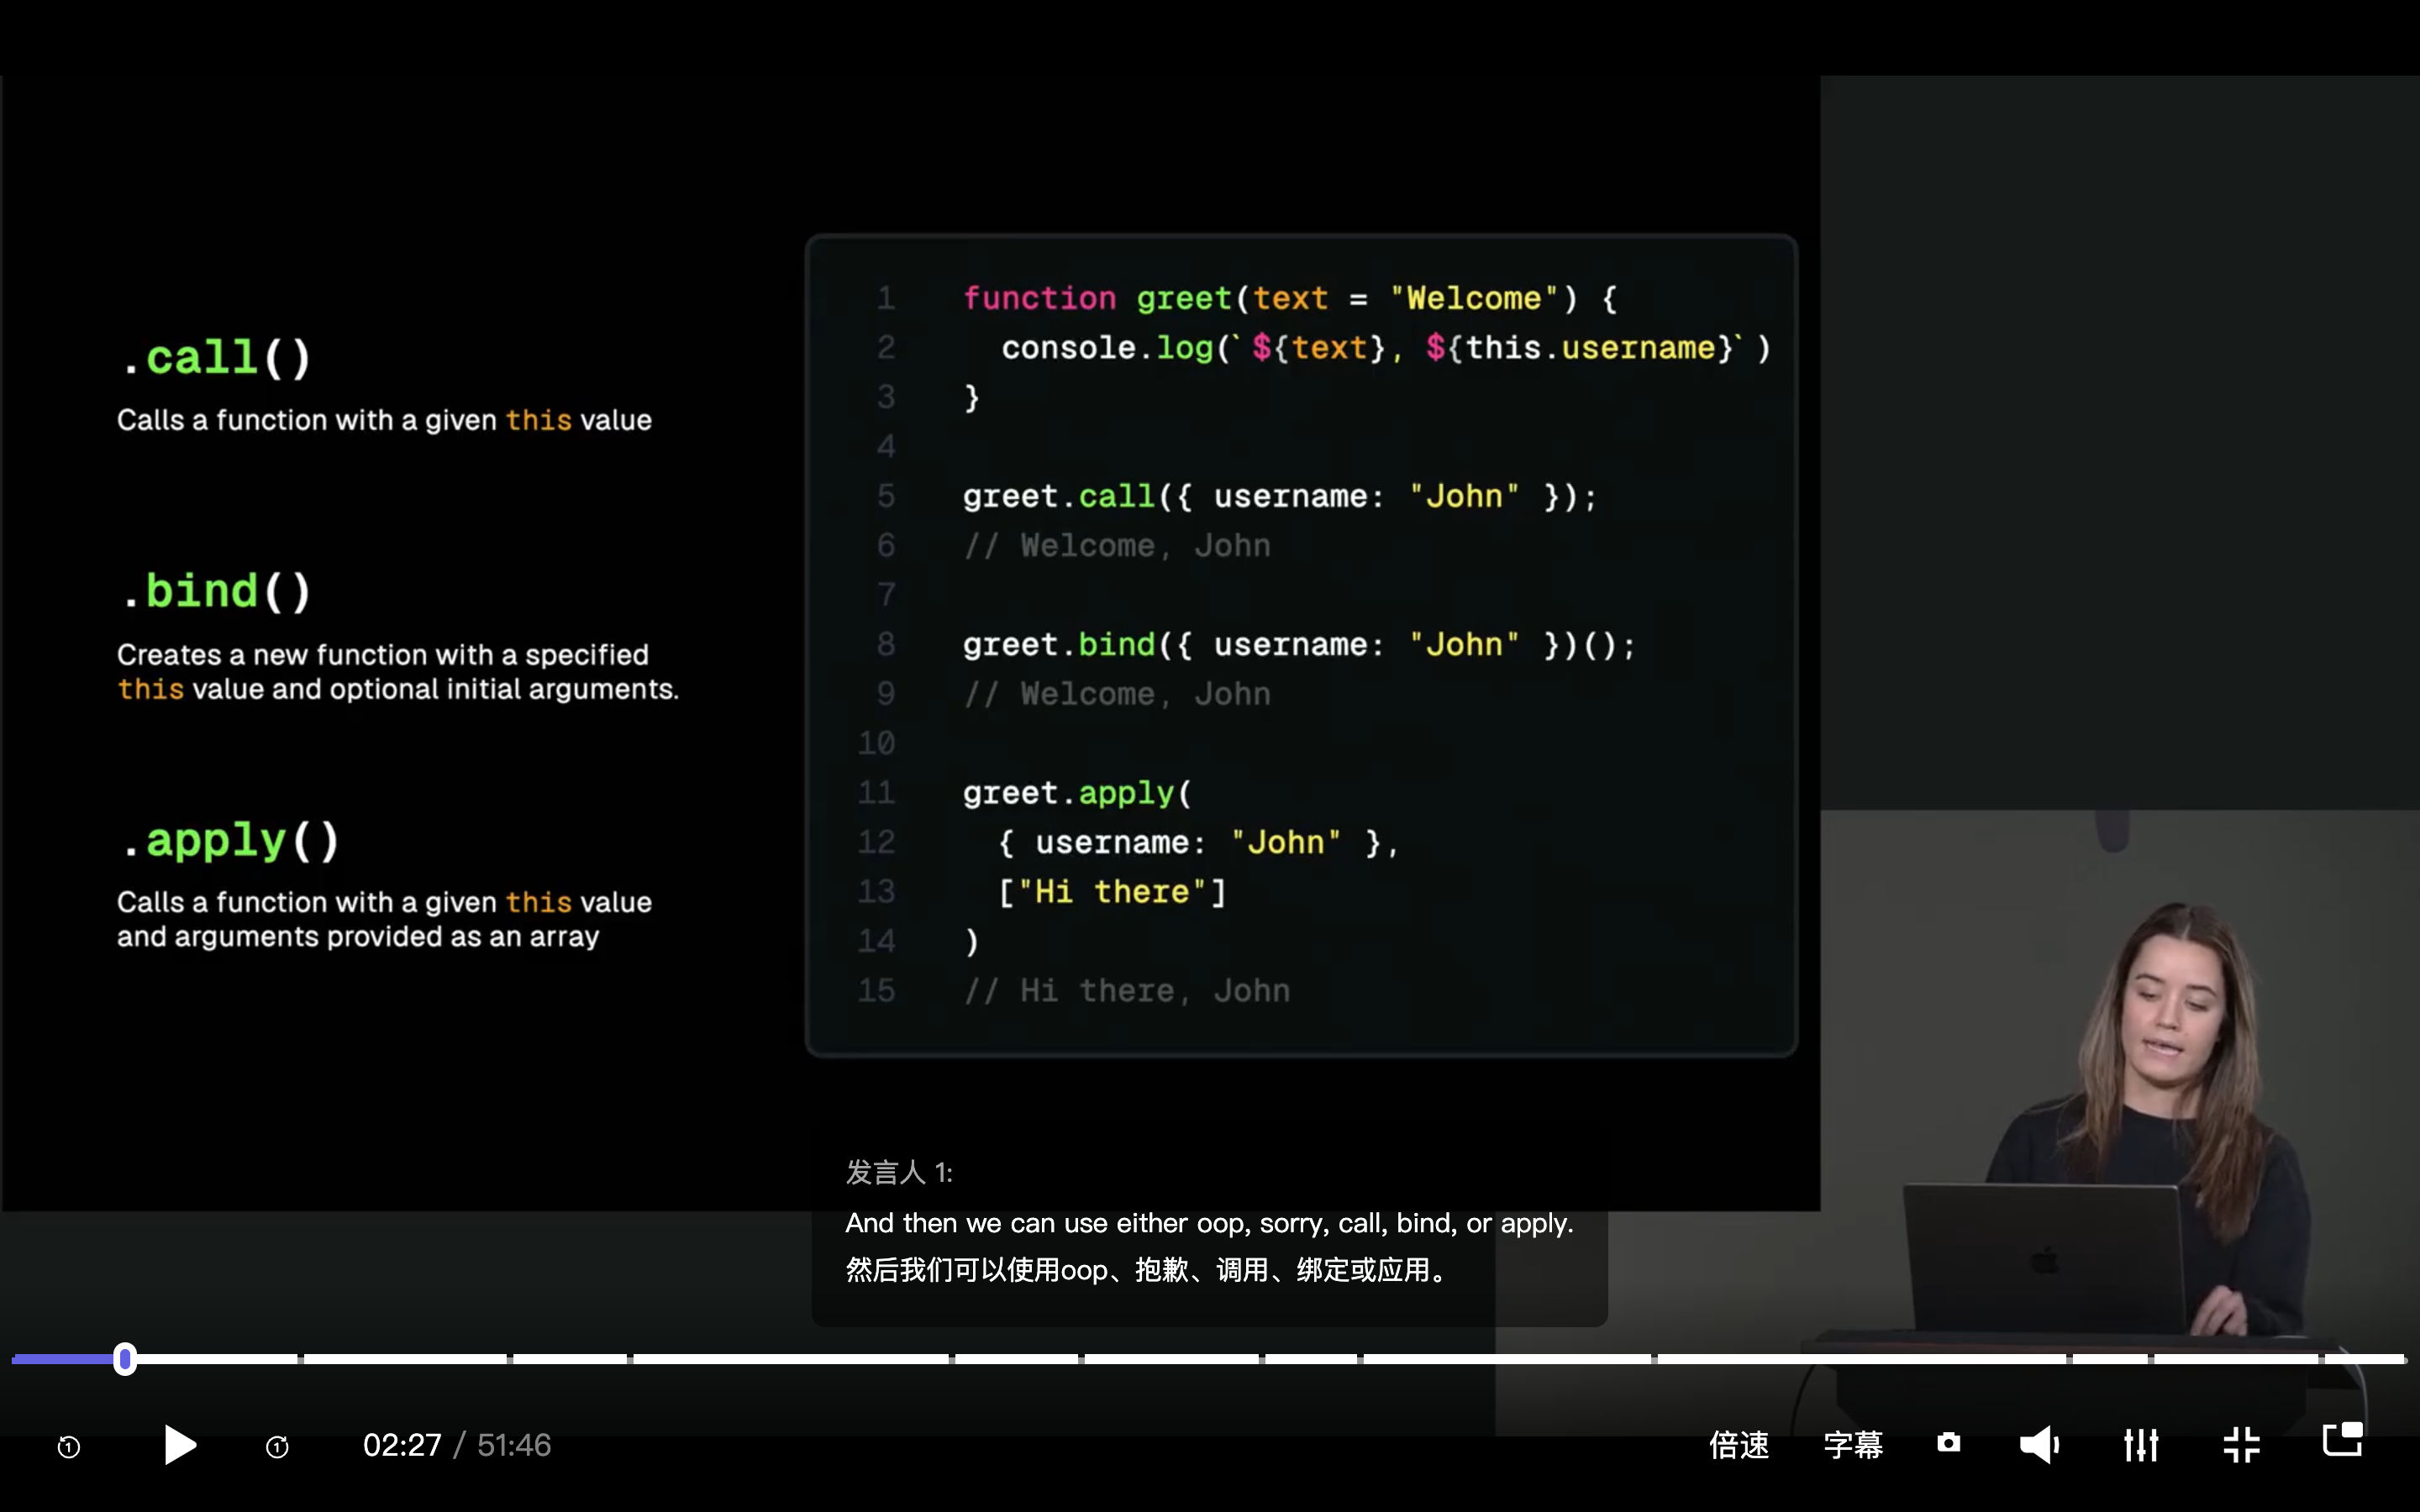 .call()
Calls a function with a given this value
.bind()
Creates a new function with a specified
this value and optional initial arguments.
.apply()
Calls a function with a given this value
and arguments provided as an array
1 function greet(text = "Welcome") {
2 console.log(`${text}, ${this.username}`)
3 }
4
5 greet.call({ username: "John" });
6 // Welcome, John
7
8 greet.bind({ username: "John" })();
9 // Welcome, John
10
11 greet.apply(
12 { username: "John" },
13 ["Hi there"]
14 )
15 // Hi there, John
发言人 1:
And then we can use either oop, sorry, call, bind, or apply.
然后我们可以使用oop、抱歉、调用、绑定或应用。
1 1 02:27 / 51:46 倍速 字幕